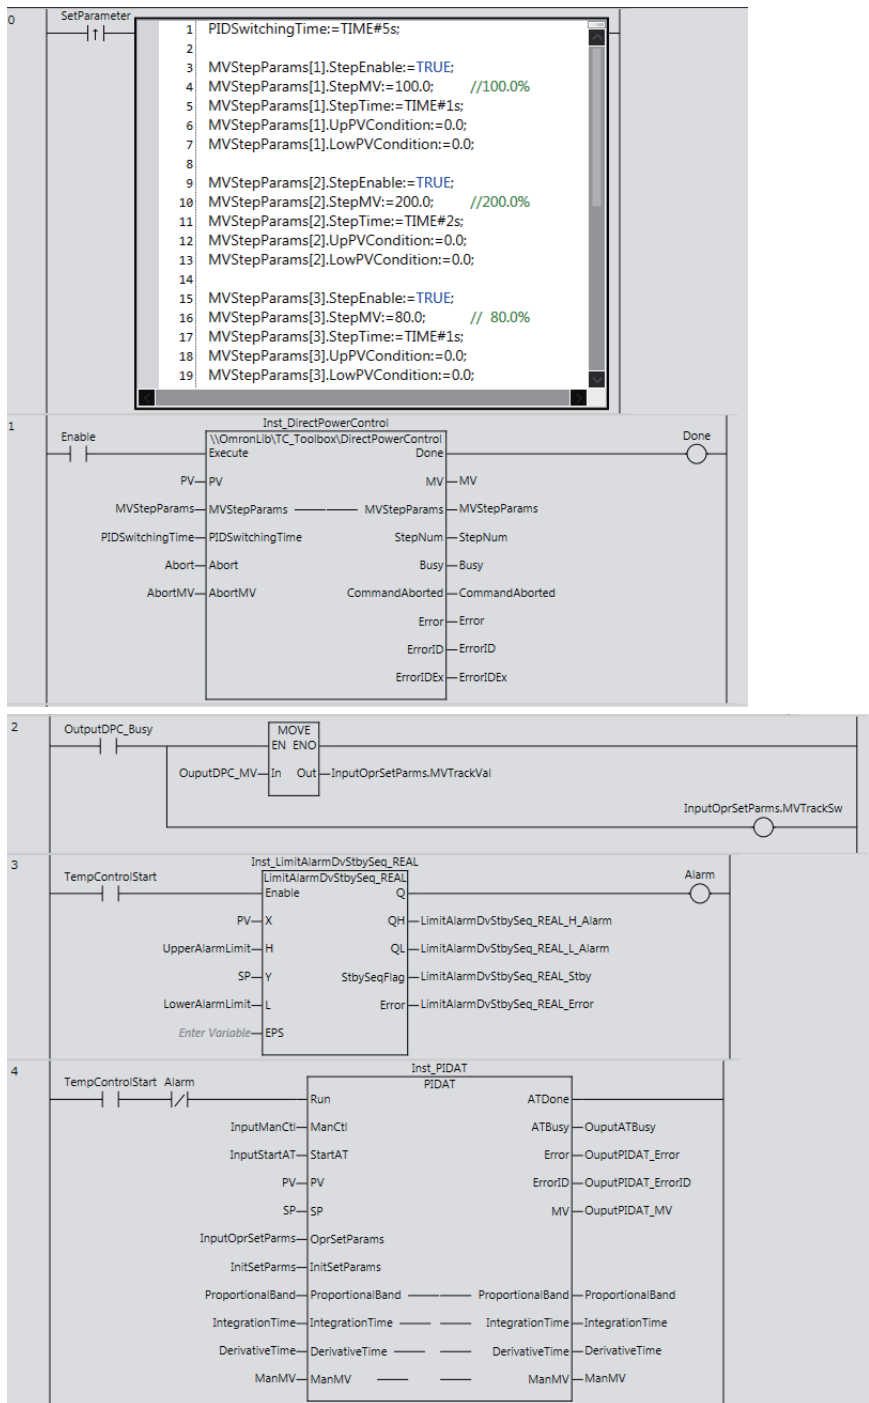 0
SetParameter
1 PIDSwitchingTime:=TIME#5s;
2
3 MVStepParams[1].StepEnable:=TRUE;
4 MVStepParams[1].StepMV:=100.0; //100.0%
5 MVStepParams[1].StepTime:=TIME#1s;
6 MVStepParams[1].UpPVCondition:=0.0;
7 MVStepParams[1].LowPVCondition:=0.0;
8
9 MVStepParams[2].StepEnable:=TRUE;
10 MVStepParams[2].StepMV:=200.0; //200.0%
11 MVStepParams[2].StepTime:=TIME#2s;
12 MVStepParams[2].UpPVCondition:=0.0;
13 MVStepParams[2].LowPVCondition:=0.0;
14
15 MVStepParams[3].StepEnable:=TRUE;
16 MVStepParams[3].StepMV:=80.0; // 80.0%
17 MVStepParams[3].StepTime:=TIME#1s;
18 MVStepParams[3].UpPVCondition:=0.0;
19 MVStepParams[3].LowPVCondition:=0.0;
1
Inst_DirectPowerControl
Enable \\OmronLib\TC_Toolbox\DirectPowerControl Done
Execute Done
PV PV MV MV
MVStepParams MVStepParams MVStepParams MVStepParams
PIDSwitchingTime PIDSwitchingTime StepNum StepNum
Abort Abort Busy Busy
AbortMV AbortMV CommandAborted CommandAborted
Error Error
ErrorID ErrorID
ErrorIDEx ErrorIDEx
2
OutputDPC_Busy MOVE
EN ENO
OuputDPC_MV In Out InputOprSetParms.MVTrackVal
InputOprSetParms.MVTrackSw
3
Inst_LimitAlarmDvStbySeq_REAL
TempControlStart LimitAlarmDvStbySeq_REAL Alarm
Enable Q
PV X QH LimitAlarmDvStbySeq_REAL_H_Alarm
UpperAlarmLimit H QL LimitAlarmDvStbySeq_REAL_L_Alarm
SP Y StbySeqFlag LimitAlarmDvStbySeq_REAL_Stby
LowerAlarmLimit L Error LimitAlarmDvStbySeq_REAL_Error
Enter Variable EPS
4
Inst_PIDAT
TempControlStart Alarm PIDAT
Run ATDone
InputManCtl ManCtl ATBusy OuputATBusy
InputStartAT StartAT Error OuputPIDAT_Error
PV PV ErrorID OuputPIDAT_ErrorID
SP SP MV OuputPIDAT_MV
InputOprSetParms OprSetParams
InitSetParms InitSetParams
ProportionalBand ProportionalBand ProportionalBand ProportionalBand
IntegrationTime IntegrationTime IntegrationTime IntegrationTime
DerivativeTime DerivativeTime DerivativeTime DerivativeTime
ManMV ManMV ManMV ManMV